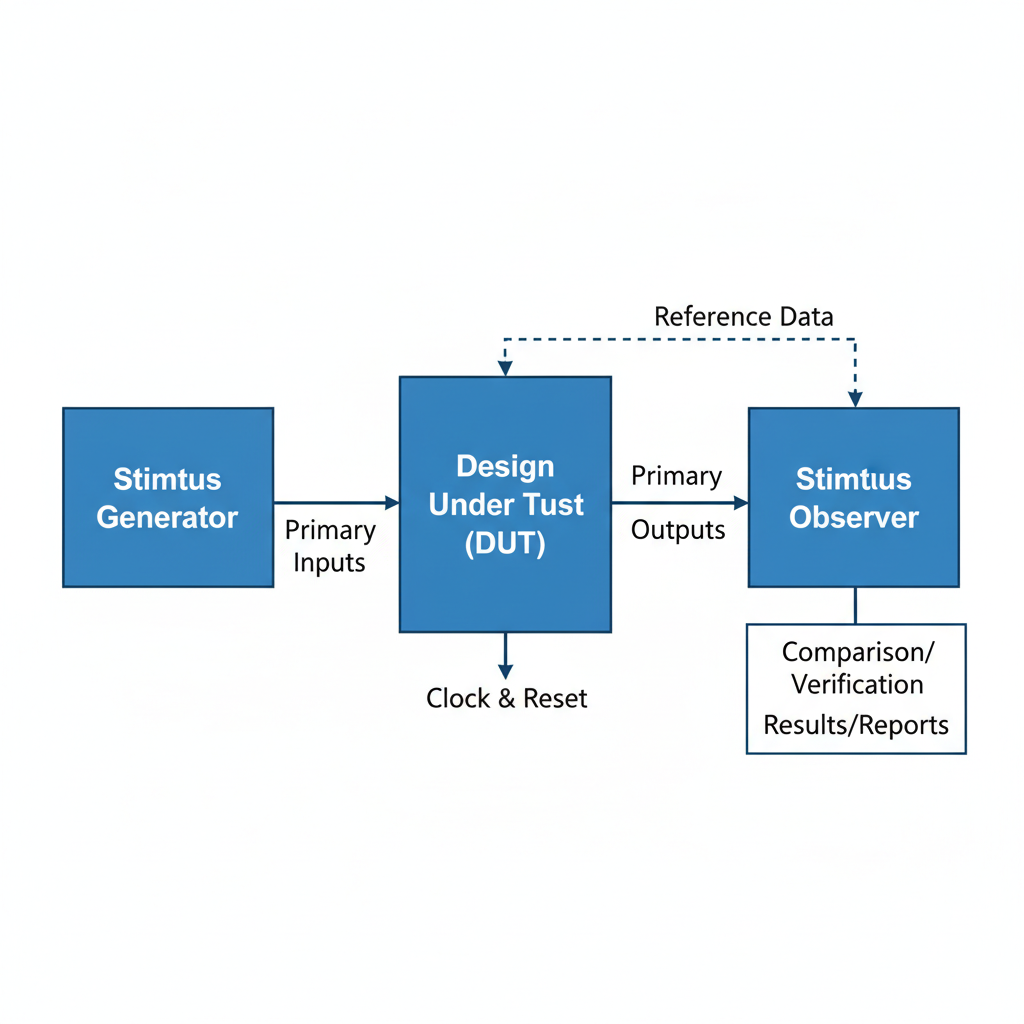 Reference Data
Stimtus
Generator
Primary
Inputs
Design
Under Tust
(DUT)
Primary
Outputs
Stimtıus
Observer
Clock & Reset
Comparison/
Verification
Results/Reports